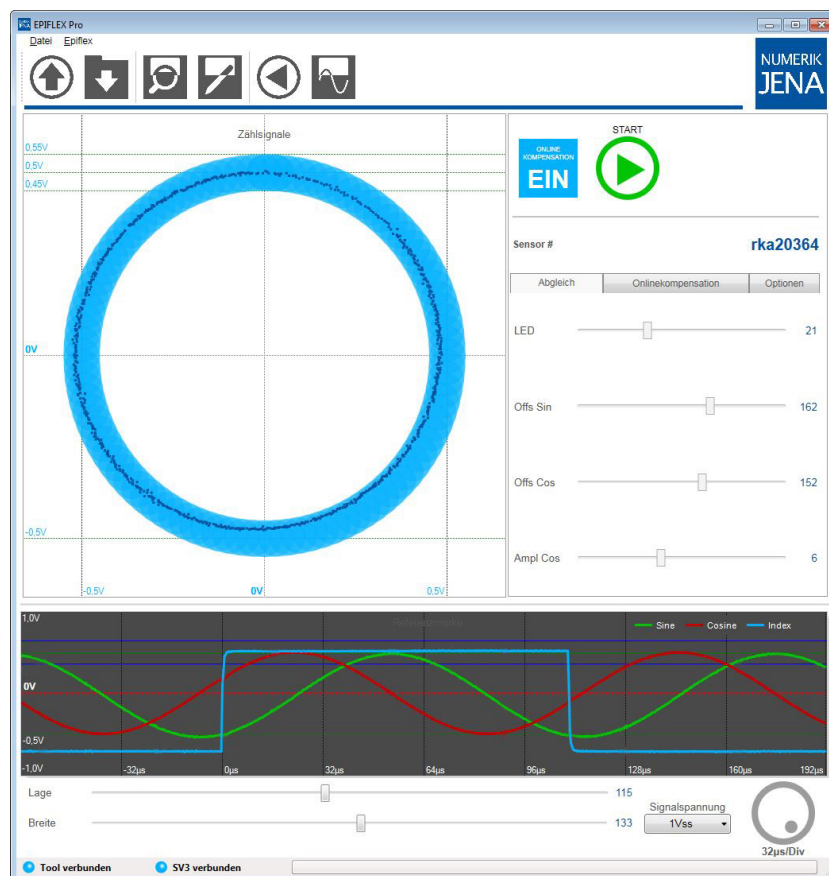 EPIFLEX Pro
Datei Epiflex
NUMERIK
JENA
Zählsignale
0,55V
0,5V
0,45V
0V
-0,5V
-0,5V 0V 0,5V
START
ONLINE
KOMPENSATION
EIN
Sensor # rka20364
Abgleich Onlinekompensation Optionen
LED 21
Offs Sin 162
Offs Cos 152
Ampl Cos 6
1,0V Referenzmarke Sine Cosine Index
0V
-0,5V
-1,0V -32µs 0µs 32µs 64µs 96µs 128µs 160µs 192µs
Lage 115
Signalspannung
Breite 133 1Vss
32µs/Div
Tool verbunden SV3 verbunden